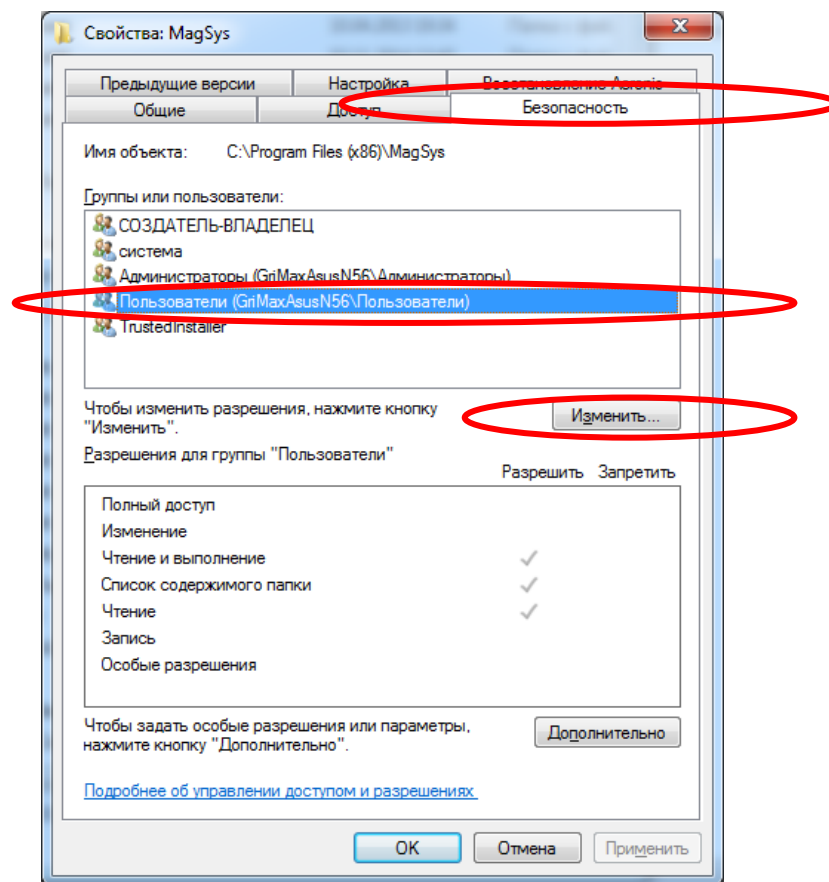 Свойства: MagSys
Предыдущие версии Настройка Восстановление Acronis
Общие Доступ Безопасность
Имя объекта: C:\Program Files (x86)\MagSys
Группы или пользователи:
СОЗДАТЕЛЬ-ВЛАДЕЛЕЦ
система
Администраторы (GriMaxAsusN56\Администраторы)
Пользователи (GriMaxAsusN56\Пользователи)
TrustedInstaller
Чтобы изменить разрешения, нажмите кнопку
"Изменить".
Изменить...
Разрешения для группы "Пользователи"
Разрешить Запретить
Полный доступ
Изменение
Чтение и выполнение
Список содержимого папки
Чтение
Запись
Особые разрешения
Чтобы задать особые разрешения или параметры,
нажмите кнопку "Дополнительно".
Дополнительно
Подробнее об управлении доступом и разрешениях
OK Отмена Применить